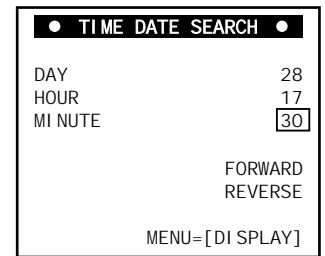 ● TIME DATE SEARCH ●
DAY 28
HOUR 17
MINUTE 30
FORWARD
REVERSE
MENU=[DISPLAY]